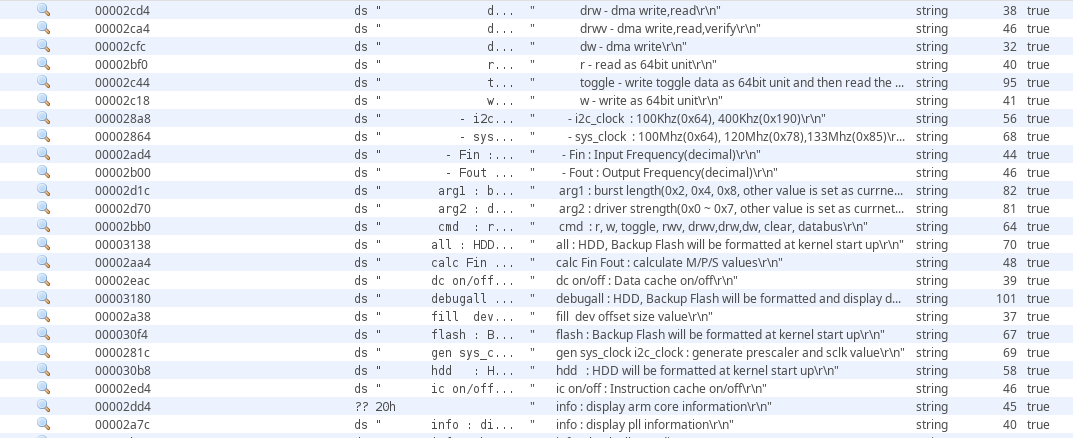 00002cd4 ds " d... " drw - dma write,read\r\n" string 38 true
00002ca4 ds " d... " drwv - dma write,read,verify\r\n" string 46 true
00002cfc ds " d... " dw - dma write\r\n" string 32 true
00002bf0 ds " r... " r - read as 64bit unit\r\n" string 40 true
00002c44 ds " t... " toggle - write toggle data as 64bit unit and then read the ... string 95 true
00002c18 ds " w... " w - write as 64bit unit\r\n" string 41 true
000028a8 ds " - i2c... " - i2c_clock : 100Khz(0x64), 400Khz(0x190)\r\n" string 56 true
00002864 ds " - sys... " - sys_clock : 100Mhz(0x64), 120Mhz(0x78),133Mhz(0x85)\r... string 68 true
00002ad4 ds " - Fin :... " - Fin : Input Frequency(decimal)\r\n" string 44 true
00002b00 ds " - Fout ... " - Fout : Output Frequency(decimal)\r\n" string 46 true
00002d1c ds " arg1 : b... " arg1 : burst length(0x2, 0x4, 0x8, other value is set as currne... string 82 true
00002d70 ds " arg2 : d... " arg2 : driver strength(0x0 ~ 0x7, other value is set as currnet... string 81 true
00002bb0 ds " cmd : r... " cmd : r, w, toggle, rwv, drwv,drw,dw, clear, databus\r\n" string 64 true
00003138 ds " all : HDD... " all : HDD, Backup Flash will be formatted at kernel start up\r\n" string 70 true
00002aa4 ds " calc Fin ... " calc Fin Fout : calculate M/P/S values\r\n" string 48 true
00002eac ds " dc on/off... " dc on/off : Data cache on/off\r\n" string 39 true
00003180 ds " debugall ... " debugall : HDD, Backup Flash will be formatted and display d... string 101 true
00002a38 ds " fill dev... " fill dev offset size value\r\n" string 37 true
000030f4 ds " flash : B... " flash : Backup Flash will be formatted at kernel start up\r\n" string 67 true
0000281c ds " gen sys_c... " gen sys_clock i2c_clock : generate prescaler and sclk value\r\n" string 69 true
000030b8 ds " hdd : H... " hdd : HDD will be formatted at kernel start up\r\n" string 58 true
00002ed4 ds " ic on/off... " ic on/off : Instruction cache on/off\r\n" string 46 true
00002dd4 ?? 20h " info : display arm core information\r\n" string 45 true
00002a7c ds " info : di... " info : display pll information\r\n" string 40 true